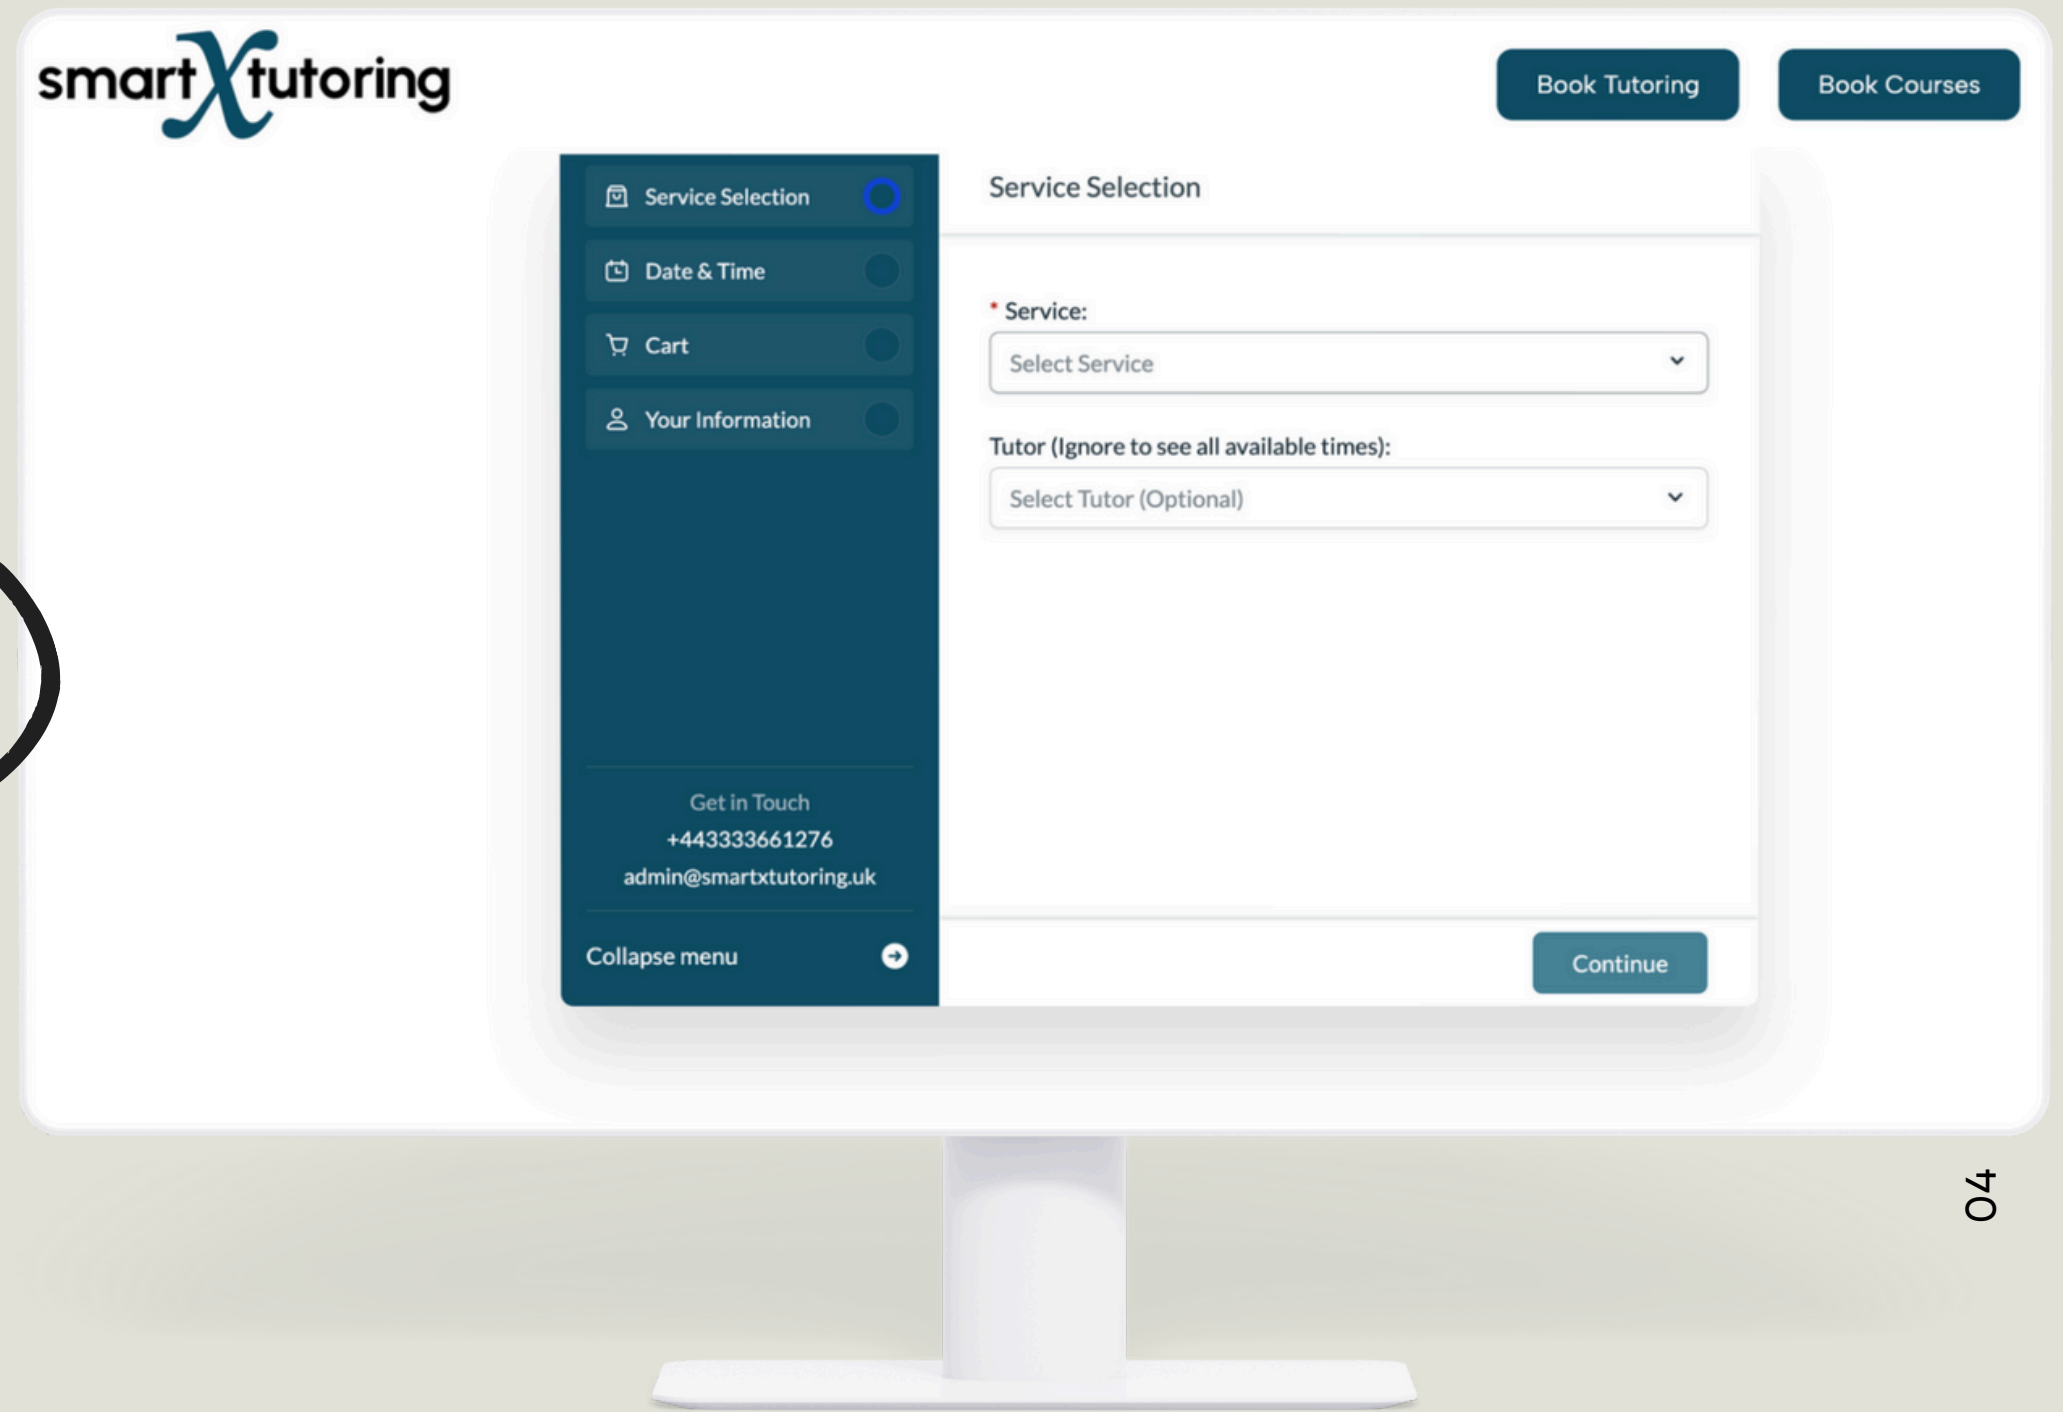 smartXtutoring
Book Tutoring
Book Courses
Service Selection
Date & Time
Cart
Your Information
Get in Touch
+443333661276
admin@smartxtutoring.uk
Collapse menu
Service Selection
* Service:
Select Service
Tutor (Ignore to see all available times):
Select Tutor (Optional)
Continue
04